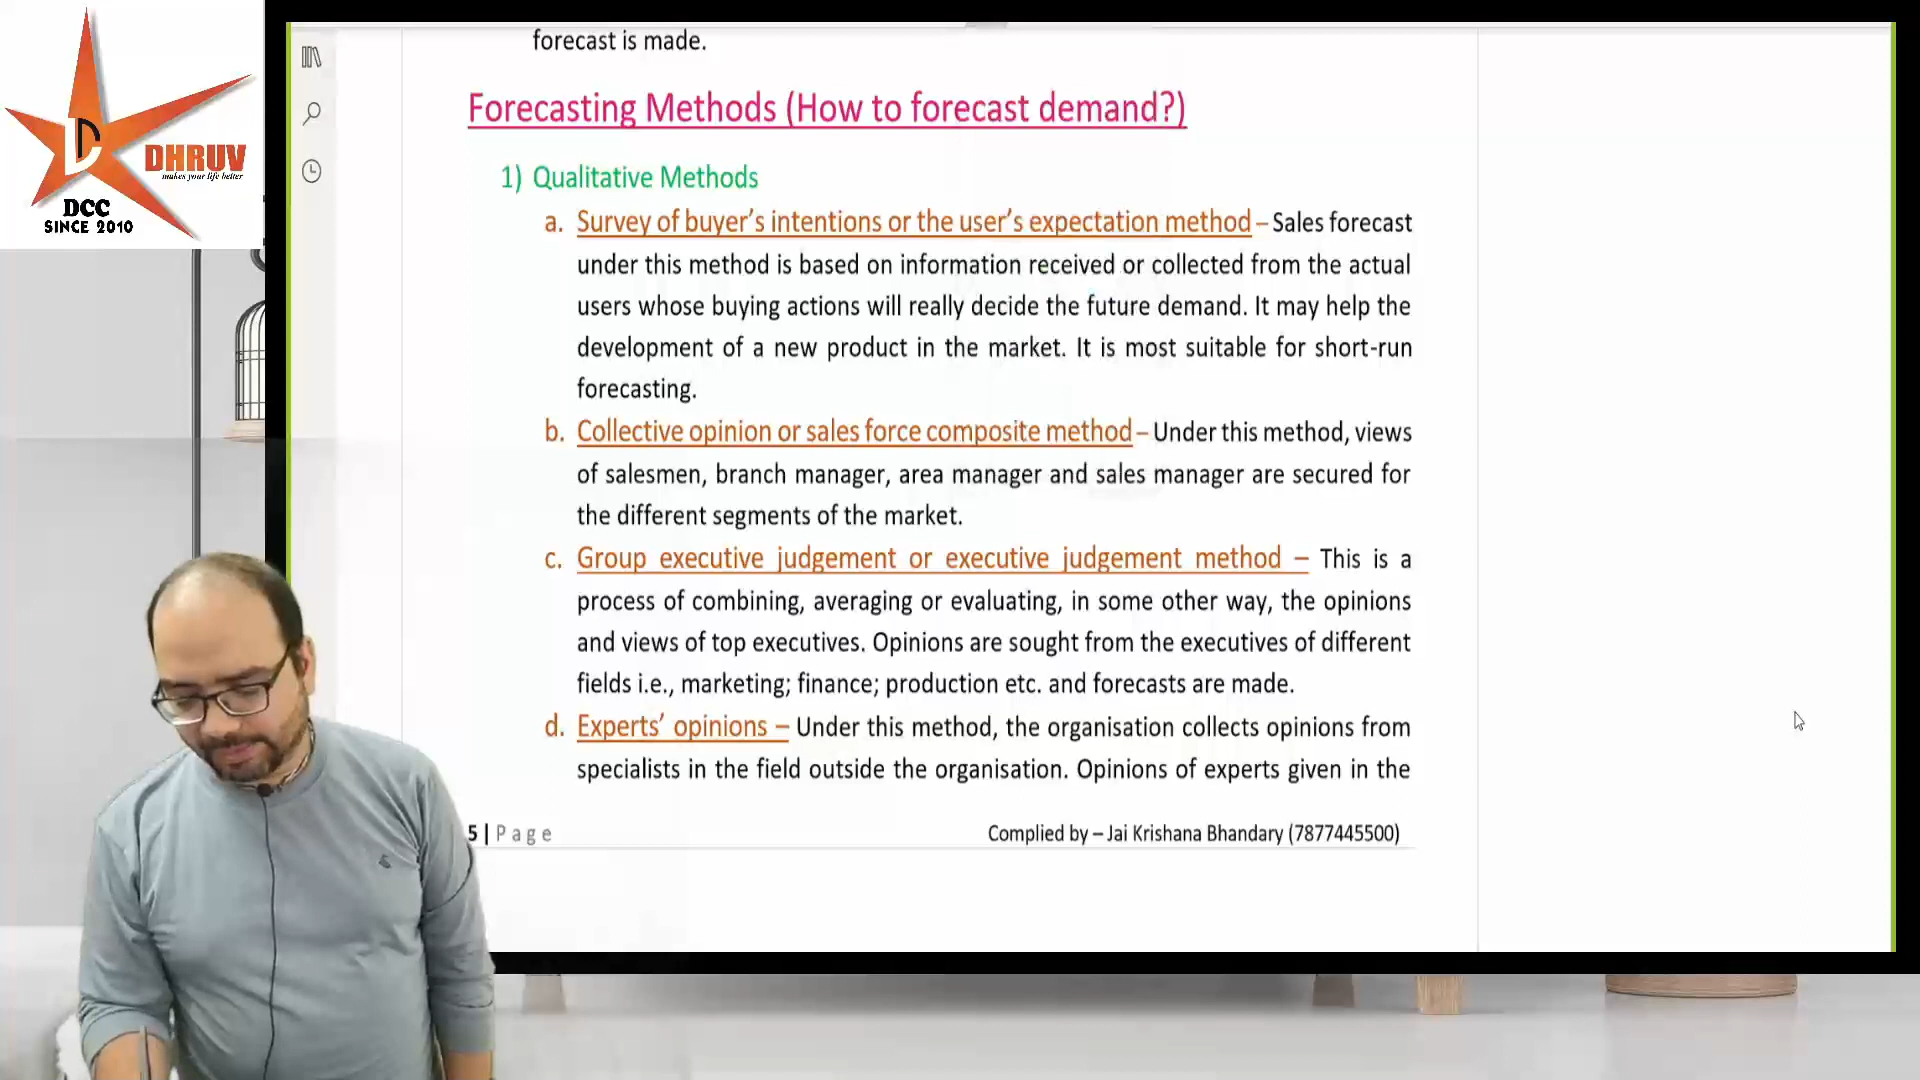 DHRUV
makes your life better
DCC
SINCE 2010
forecast is made.
Forecasting Methods (How to forecast demand?)
1) Qualitative Methods
a. Survey of buyer’s intentions or the user’s expectation method – Sales forecast
under this method is based on information received or collected from the actual
users whose buying actions will really decide the future demand. It may help the
development of a new product in the market. It is most suitable for short-run
forecasting.
b. Collective opinion or sales force composite method – Under this method, views
of salesmen, branch manager, area manager and sales manager are secured for
the different segments of the market.
c. Group executive judgement or executive judgement method – This is a
process of combining, averaging or evaluating, in some other way, the opinions
and views of top executives. Opinions are sought from the executives of different
fields i.e., marketing; finance; production etc. and forecasts are made.
d. Experts’ opinions – Under this method, the organisation collects opinions from
specialists in the field outside the organisation. Opinions of experts given in the
5 | Page
Complied by – Jai Krishana Bhandary (7877445500)